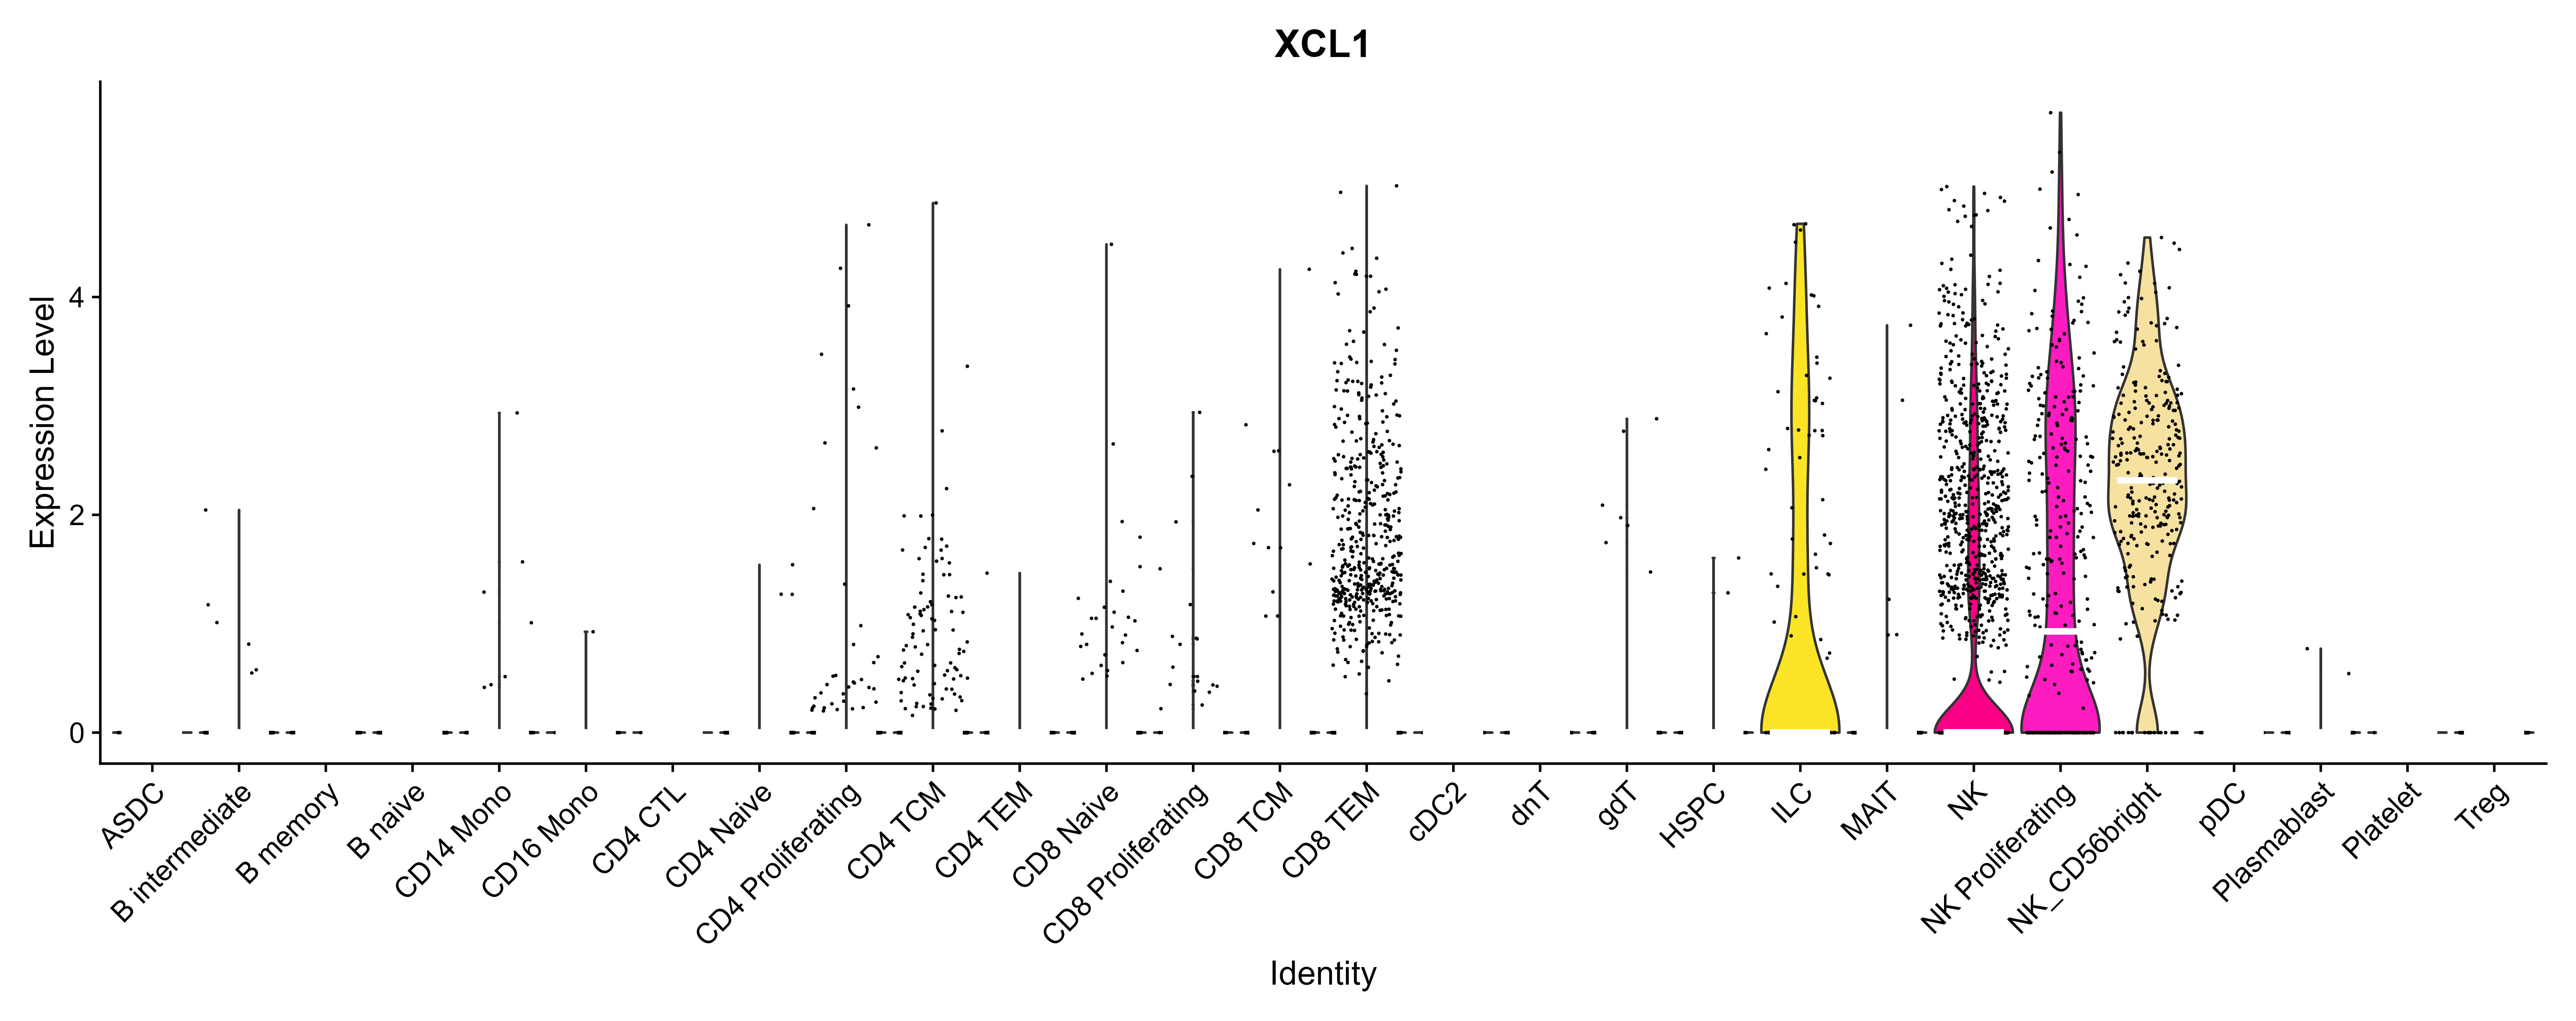 XCL1
Expression Level
4
2
0
ASDC
B intermediate
B memory
B naive
CD14 Mono
CD16 Mono
CD4 CTL
CD4 Naive
CD4 Proliferating
CD4 TCM
CD4 TEM
CD8 Naive
CD8 Proliferating
CD8 TCM
CD8 TEM
cDC2
dnT
gdT
HSPC
ILC
MAIT
NK
NK Proliferating
NK_CD56bright
pDC
Plasmablast
Platelet
Treg
Identity